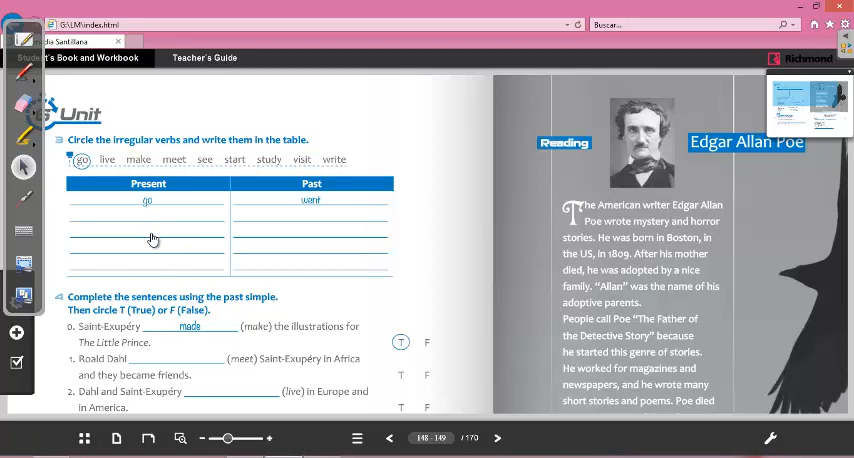 G:\LM\index.html
Buscar...
media Santillana
Student's Book and Workbook
Teacher's Guide
Richmond
Unit
3 Circle the irregular verbs and write them in the table.
go live make meet see start study visit write
Present Past
go went
4 Complete the sentences using the past simple.
Then circle T (True) or F (False).
0. Saint-Exupéry made (make) the illustrations for
The Little Prince. T F
1. Roald Dahl (meet) Saint-Exupéry in Africa
and they became friends. T F
2. Dahl and Saint-Exupéry (live) in Europe and
in America. T F
Reading
Edgar Allan Poe
The American writer Edgar Allan
Poe wrote mystery and horror
stories. He was born in Boston, in
the US, in 1809. After his mother
died, he was adopted by a nice
family. "Allan" was the name of his
adoptive parents.
People call Poe "The Father of
the Detective Story" because
he started this genre of stories.
He worked for magazines and
newspapers, and he wrote many
short stories and poems. Poe died
148-149 / 170